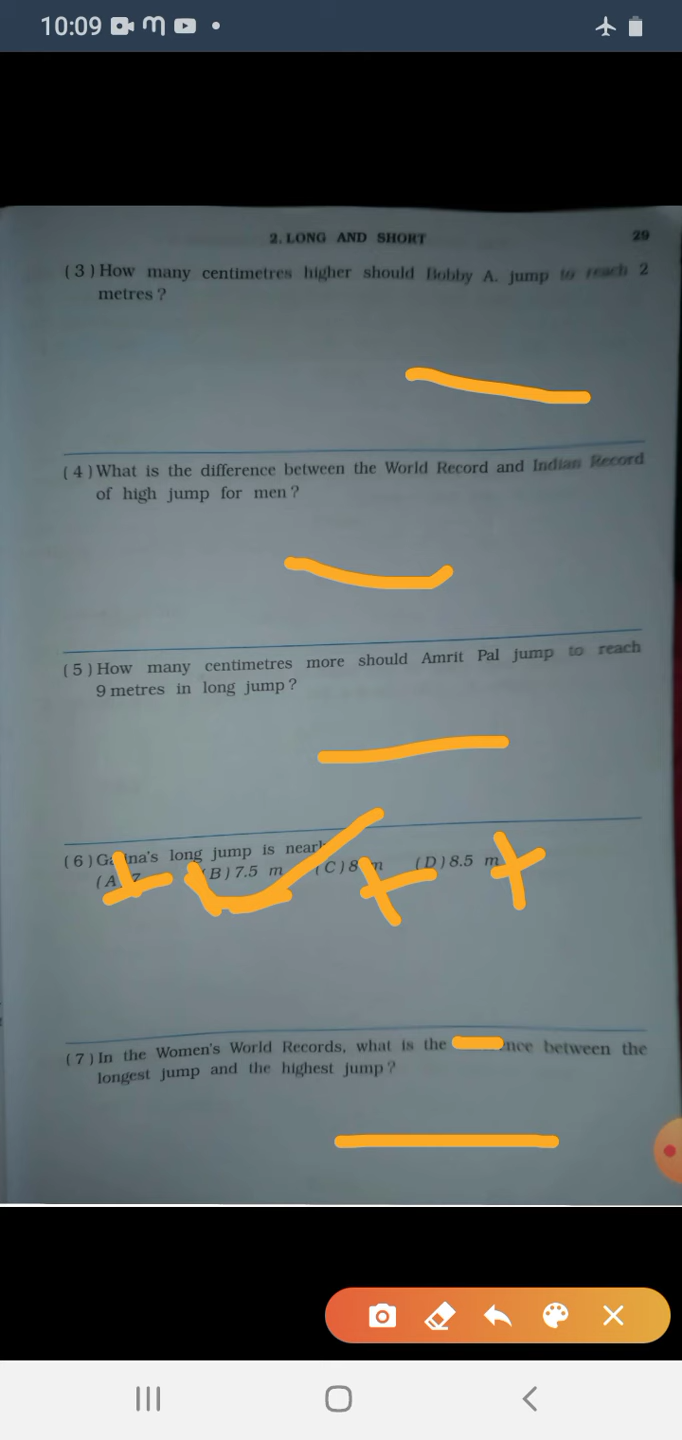 10:09
2. LONG AND SHORT 29
(3) How many centimetres higher should Bobby A. jump to reach 2
metres ?
(4) What is the difference between the World Record and Indian Record
of high jump for men ?
(5) How many centimetres more should Amrit Pal jump to reach
9 metres in long jump ?
(6) long jump is
(A) 7 (B) 7.5 m (C) 8 m (D) 8.5 m
(7) In the Women's World Records, what is the between the
longest jump and the highest jump ?